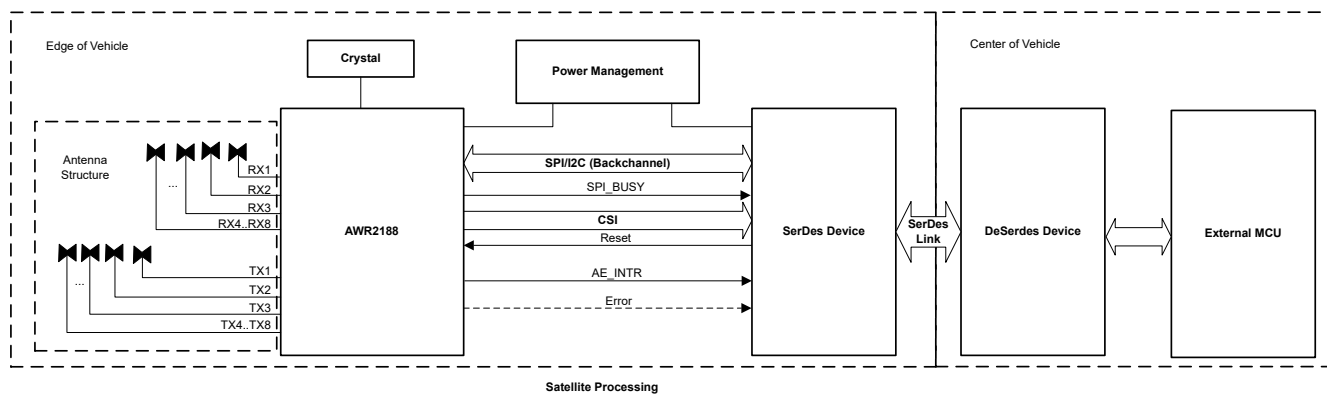 Edge of Vehicle
Center of Vehicle
Crystal
Power Management
Antenna
Structure
...
RX1
RX2
RX3
RX4..RX8
...
TX1
TX2
TX3
TX4..TX8
AWR2188
SPI/I2C (Backchannel)
SPI_BUSY
CSI
Reset
AE_INTR
Error
SerDes Device
SerDes
Link
DeSerdes Device
External MCU
Satellite Processing